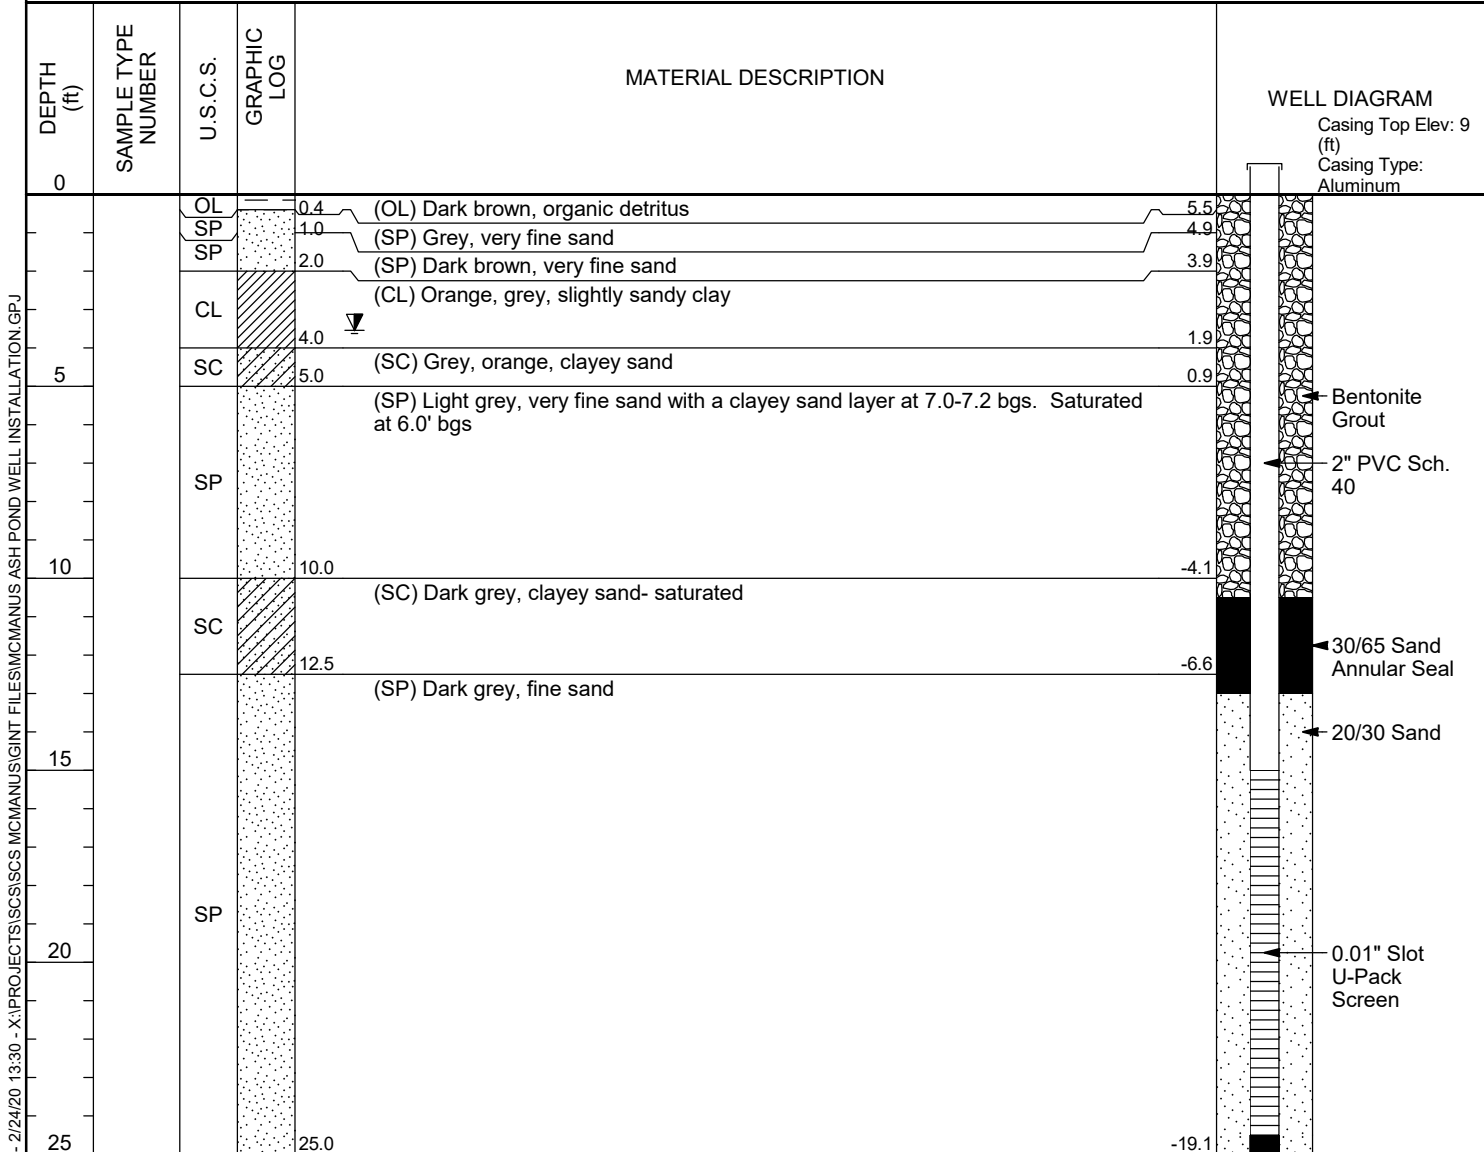 DEPTH
(ft)
SAMPLE TYPE
NUMBER
U.S.C.S.
GRAPHIC
LOG
MATERIAL DESCRIPTION
WELL DIAGRAM
Casing Top Elev: 9
(ft)
Casing Type:
Aluminum
0
OL
0.4
(OL) Dark brown, organic detritus
5.5
SP
1.0
(SP) Grey, very fine sand
4.9
SP
2.0
(SP) Dark brown, very fine sand
3.9
CL
(CL) Orange, grey, slightly sandy clay
4.0
1.9
SC
(SC) Grey, orange, clayey sand
5
5.0
0.9
(SP) Light grey, very fine sand with a clayey sand layer at 7.0-7.2 bgs. Saturated
at 6.0' bgs
Bentonite
Grout
SP
2" PVC Sch.
40
10
10.0
-4.1
(SC) Dark grey, clayey sand- saturated
SC
30/65 Sand
Annular Seal
12.5
-6.6
(SP) Dark grey, fine sand
20/30 Sand
15
SP
20
0.01" Slot
U-Pack
Screen
25
25.0
-19.1
- 2/24/20 13:30 - X:\PROJECTS\SCS\SCS MCMANUS\GINT FILES\MCMANUS ASH POND WELL INSTALLATION.GPJ